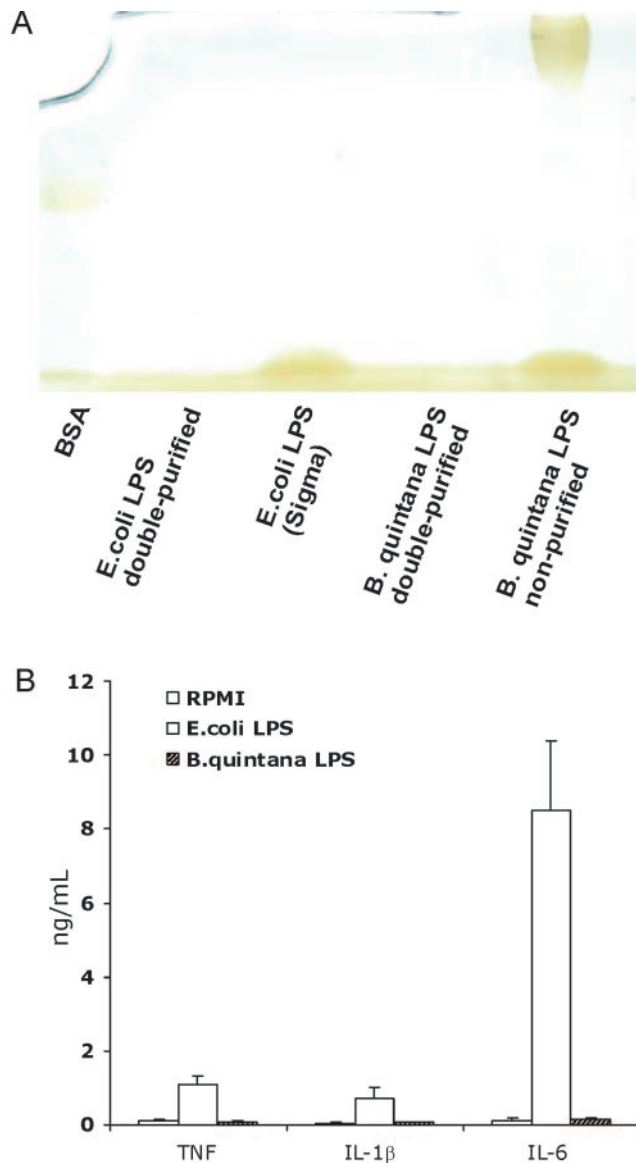 A
BSA
E.coli LPS
double-purified
E.coli LPS
(Sigma)
B. quintana LPS
double-purified
B. quintana LPS
non-purified
B
12
10
8
6
4
2
0
ng/mL
RPMI
E.coli LPS
B.quintana LPS
TNF
IL-1β
IL-6